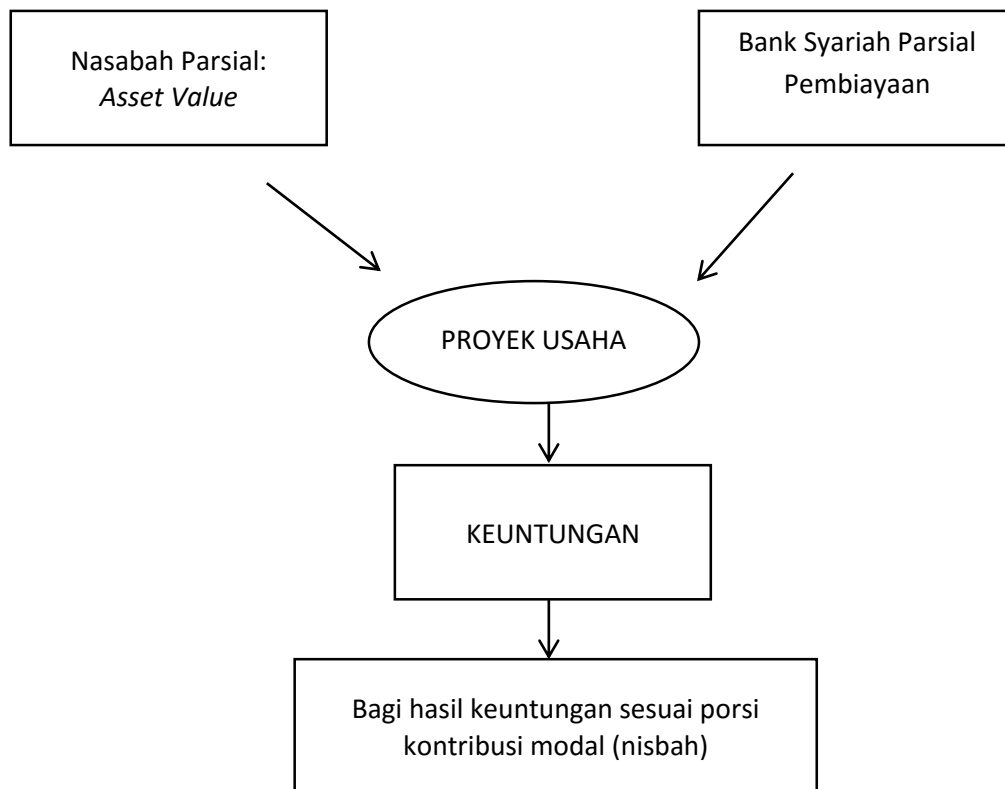 Nasabah Parsial:
Asset Value
Bank Syariah Parsial
Pembiayaan
PROYEK USAHA
KEUNTUNGAN
Bagi hasil keuntungan sesuai porsi
kontribusi modal (nisbah)